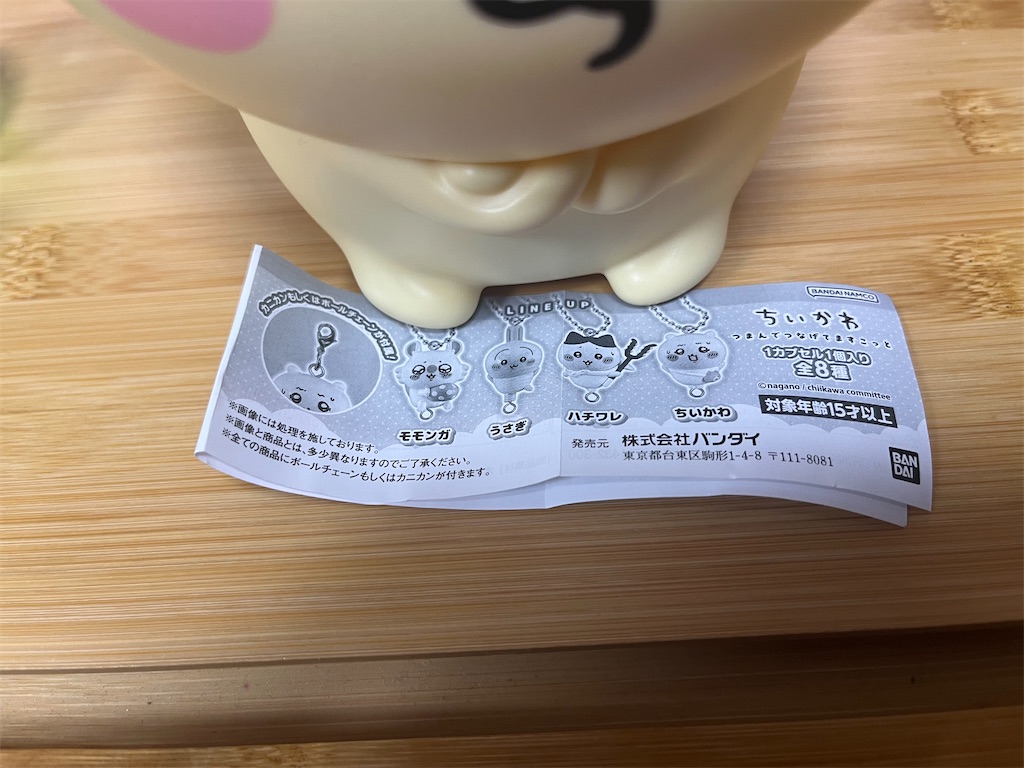 カニカンもしくはボールチェーンが付属!
LINE UP
モモンガ
うさぎ
ハチワレ
ちいかわ
※画像には処理を施しております。
※画像と商品とは、多少異なりますのでご了承ください。
※全ての商品にボールチェーンもしくはカニカンが付きます。
BANDAI NAMCO
ちいかわ
つまんでつなげてますこっと
1カプセル1個入り
全8種
©nagano / chiikawa committee
対象年齢15才以上
発売元 株式会社バンダイ
東京都台東区駒形1-4-8 〒111-8081
BAN
DAI